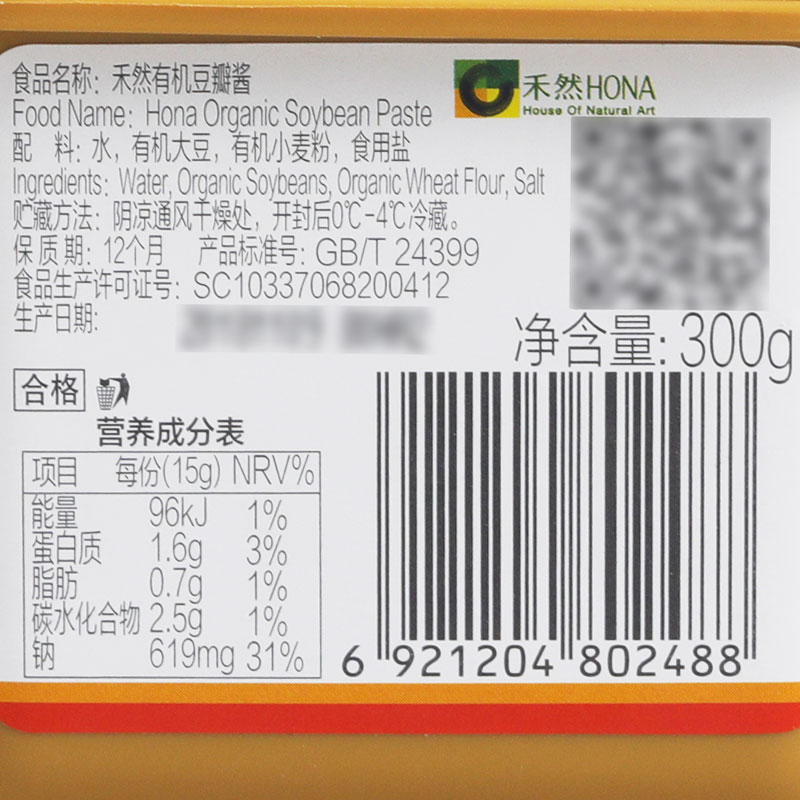 食品名称：禾然有机豆瓣酱
Food Name: Hona Organic Soybean Paste
禾然HONA
House Of Natural Art
配 料：水，有机大豆，有机小麦粉，食用盐
Ingredients: Water, Organic Soybeans, Organic Wheat Flour, Salt
贮藏方法：阴凉通风干燥处，开封后0℃-4℃冷藏。
保质期：12个月 产品标准号：GB/T 24399
食品生产许可证号：SC10337068200412
生产日期：
净含量：300g
合格
营养成分表
项目 每份(15g) NRV%
能量 96kJ 1%
蛋白质 1.6g 3%
脂肪 0.7g 1%
碳水化合物 2.5g 1%
钠 619mg 31%
6 921204 802488